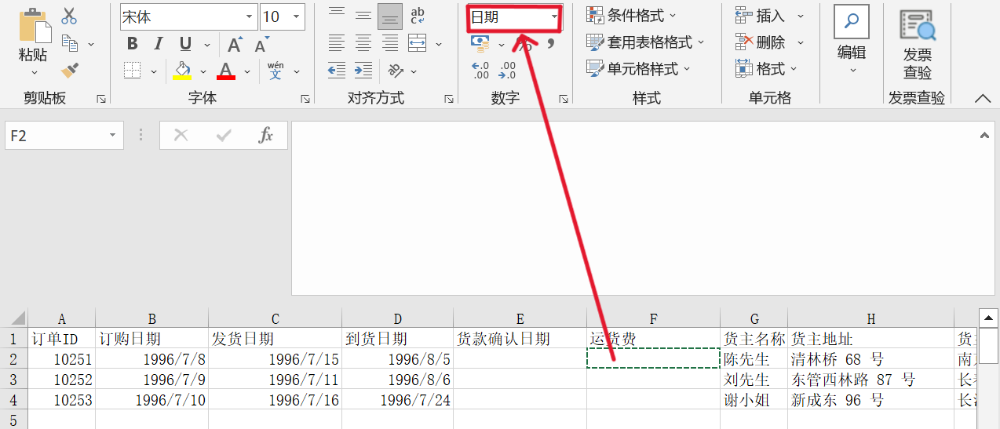 宋体 10 ab 日期 条件格式 插入
c
粘贴 B I U A A % , 套用表格格式 删除 编辑 发票
查验
wén
文 A .00 .00 单元格样式 格式
.0 .0
剪贴板 字体 对齐方式 数字 样式 单元格 发票查验
F2 fx
A B C D E F G H
1 订单ID 订购日期 发货日期 到货日期 货款确认日期 运货费 货主名称 货主地址
2 10251 1996/7/8 1996/7/15 1996/8/5 陈先生 清林桥 68 号
3 10252 1996/7/9 1996/7/11 1996/8/6 刘先生 东管西林路 87 号
4 10253 1996/7/10 1996/7/16 1996/7/24 谢小姐 新成东 96 号
5